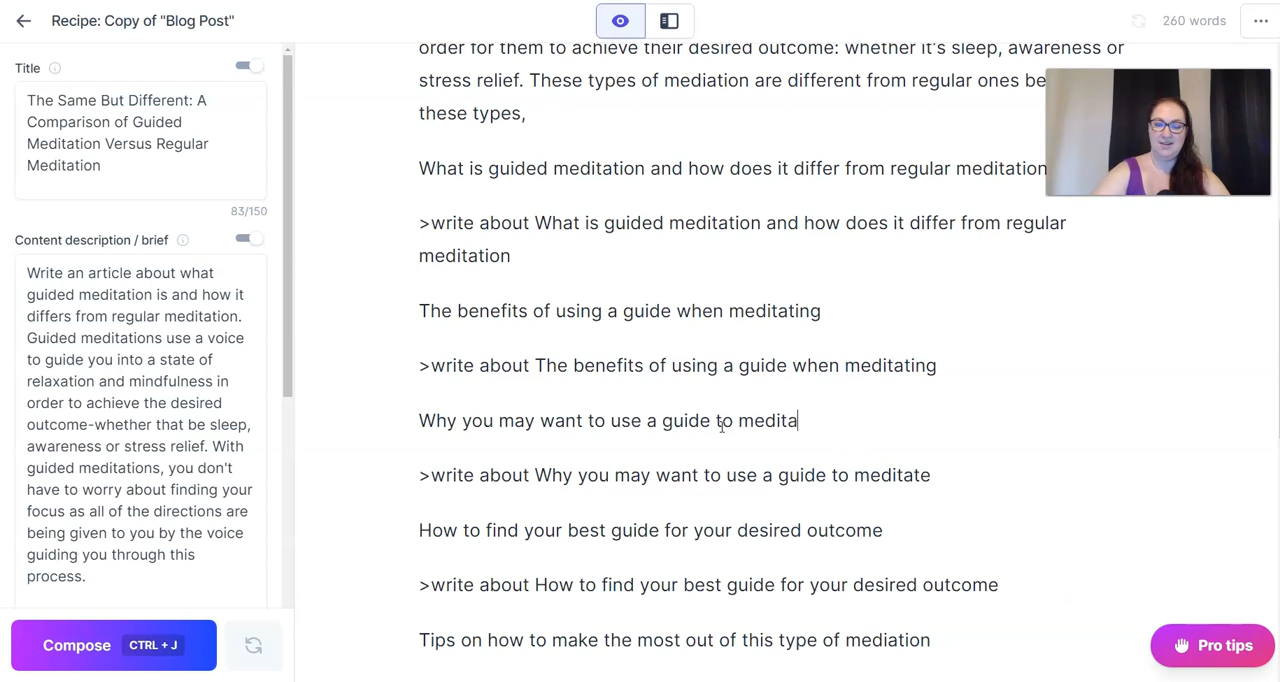 Recipe: Copy of "Blog Post"
260 words
Title
The Same But Different: A
Comparison of Guided
Meditation Versus Regular
Meditation
83/150
Content description / brief
Write an article about what
guided meditation is and how it
differs from regular meditation.
Guided meditations use a voice
to guide you into a state of
relaxation and mindfulness in
order to achieve the desired
outcome-whether that be sleep,
awareness or stress relief. With
guided meditations, you don't
have to worry about finding your
focus as all of the directions are
being given to you by the voice
guiding you through this
process.
Compose CTRL + J
order for them to achieve their desired outcome: whether it's sleep, awareness or
stress relief. These types of mediation are different from regular ones be
these types,
What is guided meditation and how does it differ from regular meditation
>write about What is guided meditation and how does it differ from regular
meditation
The benefits of using a guide when meditating
>write about The benefits of using a guide when meditating
Why you may want to use a guide to medita
>write about Why you may want to use a guide to meditate
How to find your best guide for your desired outcome
>write about How to find your best guide for your desired outcome
Tips on how to make the most out of this type of mediation
Pro tips